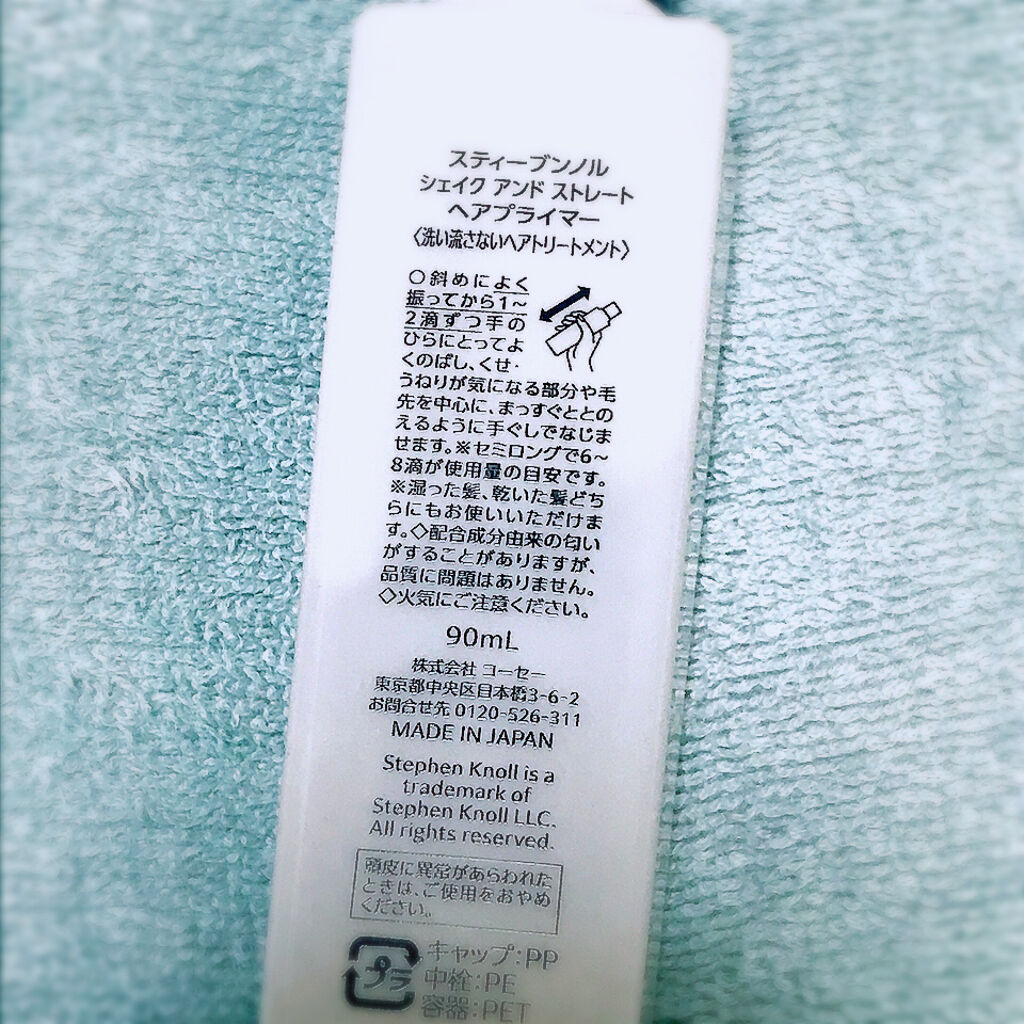 スティーブンノル
シェイク アンド ストレート
ヘアプライマー
〈洗い流さないヘアトリートメント〉
○斜めによく
振ってから1〜
2滴ずつ手の
ひらにとってよ
くのばし、くせ・
うねりが気になる部分や毛
先を中心に、まっすぐととの
えるように手ぐしでなじま
せます。※セミロングで6〜
8滴が使用量の目安です。
※湿った髪、乾いた髪どち
らにもお使いいただけま
す。◇配合成分由来の匂い
がすることがありますが、
品質に問題はありません。
◇火気にご注意ください。
90mL
株式会社 コーセー
東京都中央区日本橋3-6-2
お問合せ先 0120-526-311
MADE IN JAPAN
Stephen Knoll is a
trademark of
Stephen Knoll LLC.
All rights reserved.
頭皮に異常があらわれた
ときは、ご使用をおやめ
ください。
プラ
キャップ:PP
中栓:PE
容器:PET